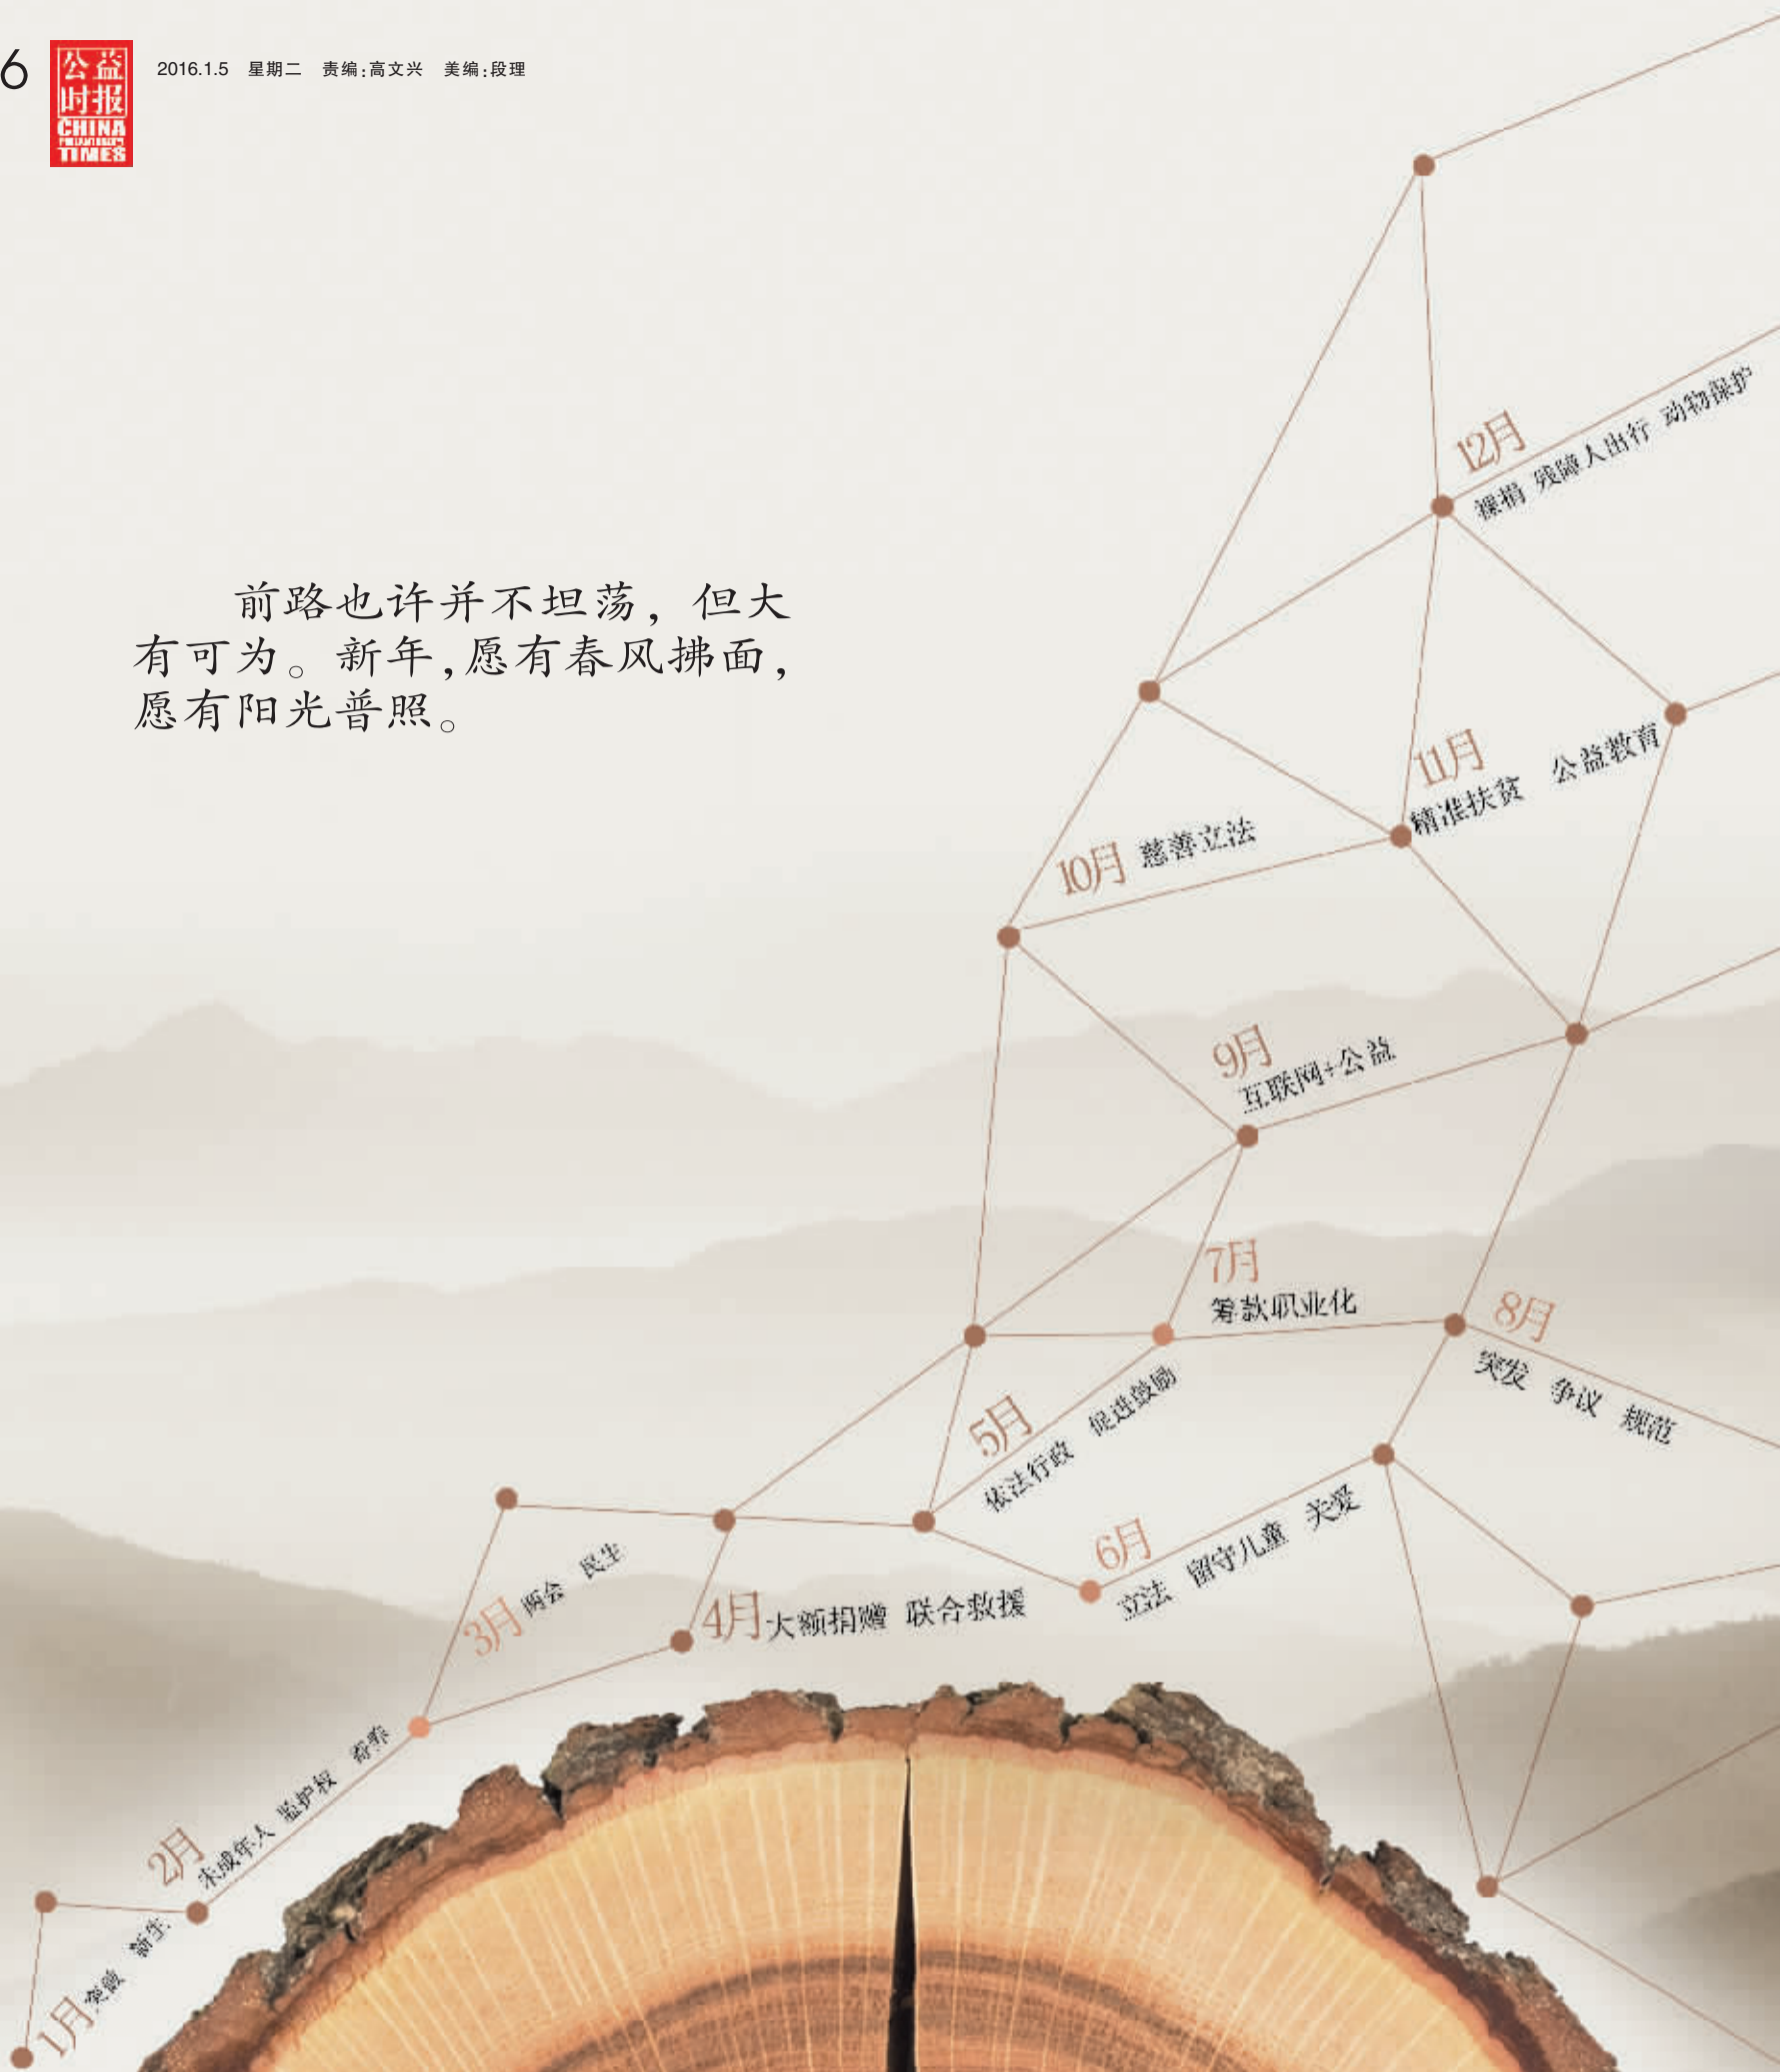 6
公益
时报
CHINA
PHILANTHROPY
TIMES
2016.1.5 星期二 责编:高文兴 美编:段理
12月
裸捐 残障人出行 动物保护
前路也许并不坦荡，但大
有可为。新年,愿有春风拂面,
愿有阳光普照。
11月
精准扶贫 公益教育
10月 慈善立法
9月
互联网+公益
7月
筹款职业化
8月
突发 争议 规范
5月
依法行政 促进鼓励
6月
立法 留守儿童 关爱
3月 两会 民生
4月 大额捐赠 联合救援
2月
未成年人 监护权 寄养
1月 新生